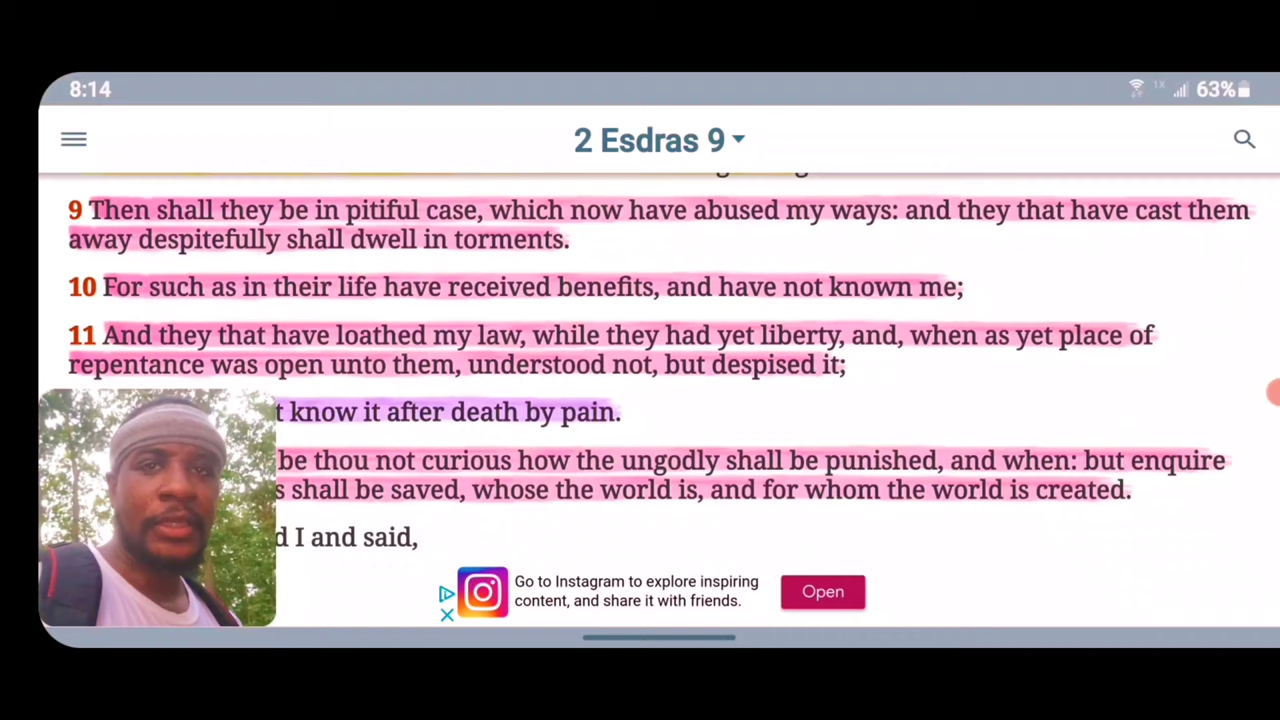 8:14
1X
63%
2 Esdras 9
9 Then shall they be in pitiful case, which now have abused my ways: and they that have cast them
away despitefully shall dwell in torments.
10 For such as in their life have received benefits, and have not known me;
11 And they that have loathed my law, while they had yet liberty, and, when as yet place of
repentance was open unto them, understood not, but despised it;
t know it after death by pain.
be thou not curious how the ungodly shall be punished, and when: but enquire
s shall be saved, whose the world is, and for whom the world is created.
d I and said,
Go to Instagram to explore inspiring
content, and share it with friends.
Open